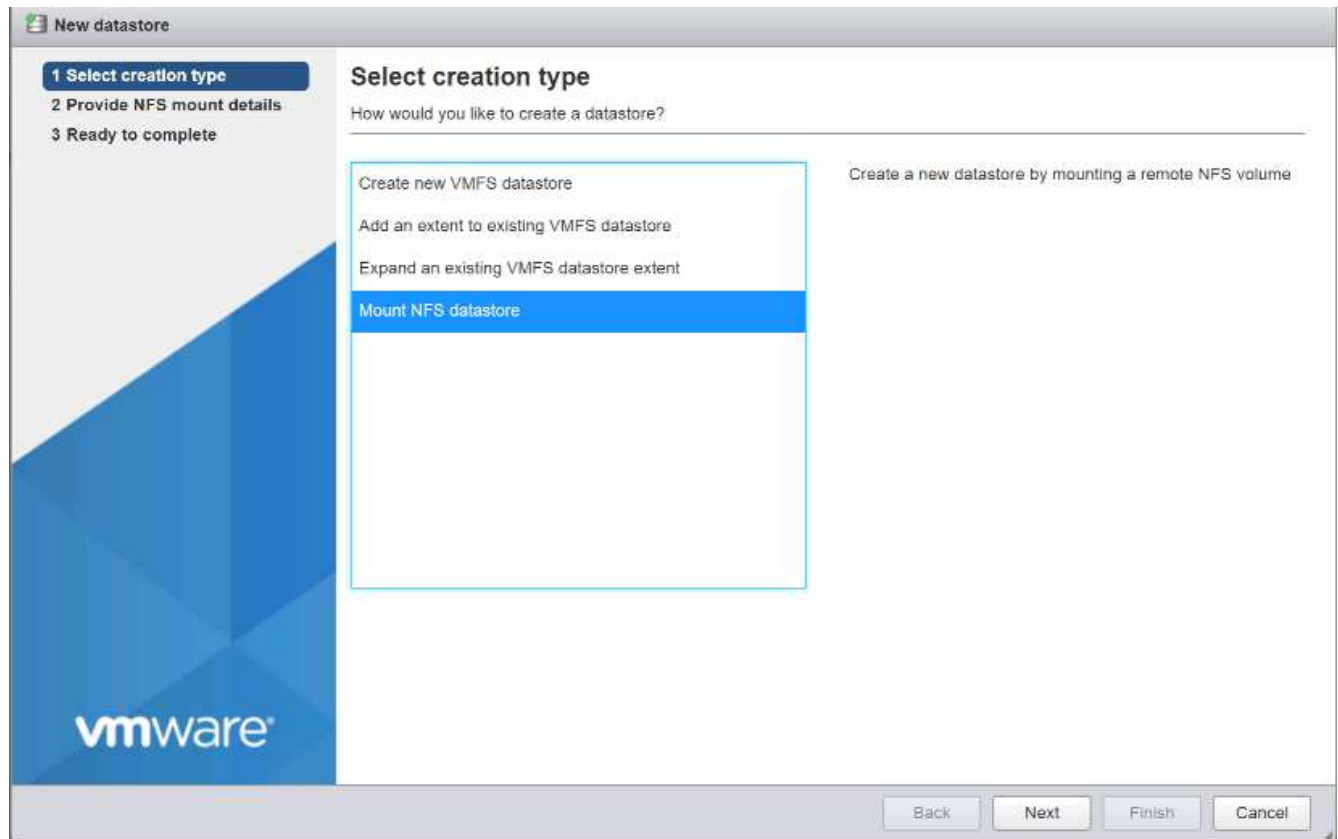 New datastore
1 Select creation type
2 Provide NFS mount details
3 Ready to complete
Select creation type
How would you like to create a datastore?
Create new VMFS datastore
Add an extent to existing VMFS datastore
Expand an existing VMFS datastore extent
Mount NFS datastore
Create a new datastore by mounting a remote NFS volume
vmware®
Back
Next
Finish
Cancel